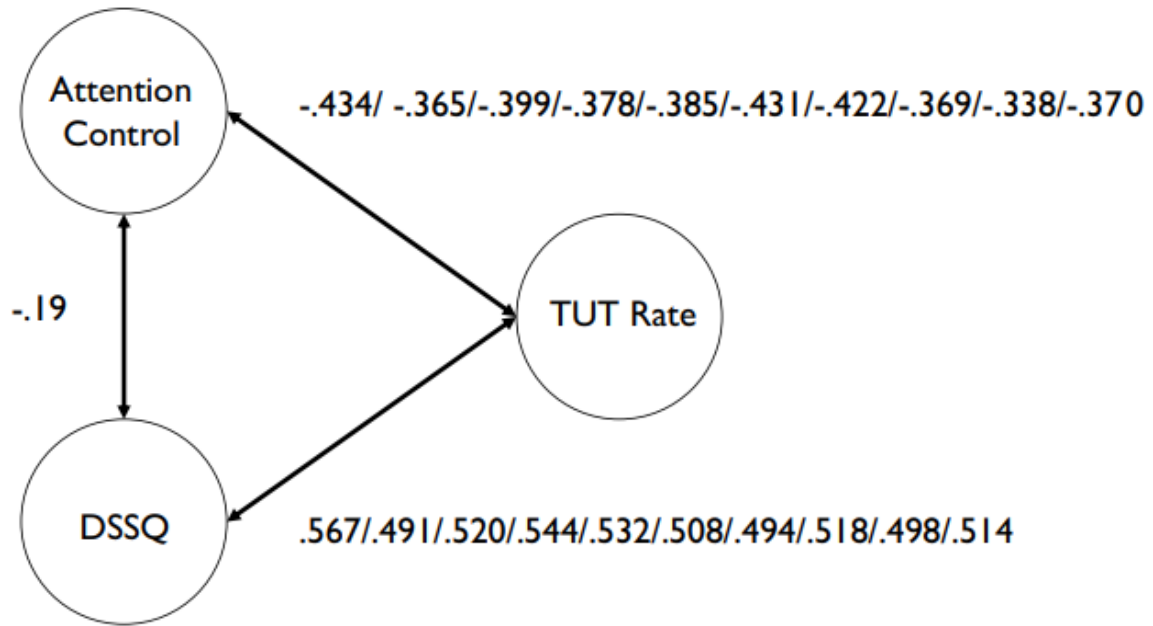 Attention
Control
-.434/ -.365/-.399/-.378/-.385/-.431/-.422/-.369/-.338/-.370
-.19
TUT Rate
DSSQ
.567/.491/.520/.544/.532/.508/.494/.518/.498/.514